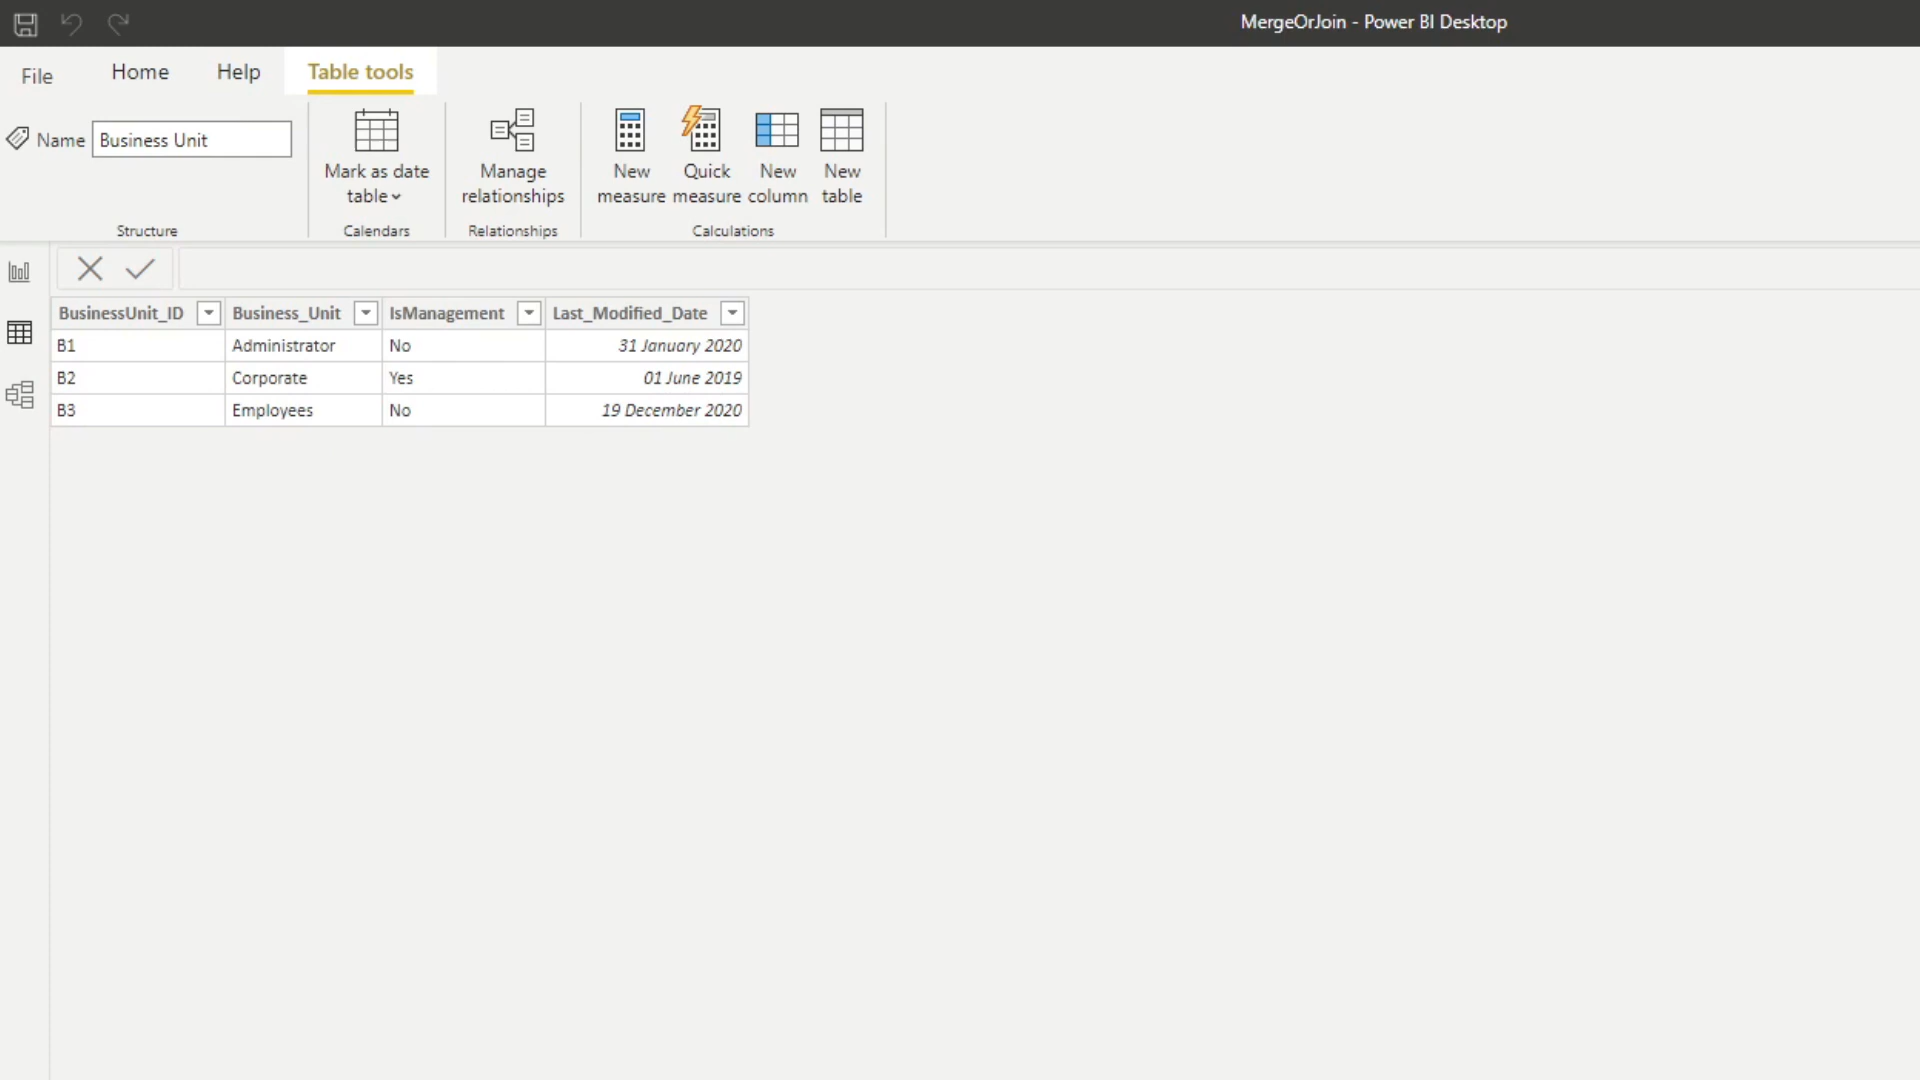 MergeOrJoin - Power BI Desktop
File Home Help Table tools
Name Business Unit
Mark as date table
Manage relationships
New measure
Quick measure
New column
New table
Structure Calendars Relationships Calculations
BusinessUnit_ID Business_Unit IsManagement Last_Modified_Date
B1 Administrator No 31 January 2020
B2 Corporate Yes 01 June 2019
B3 Employees No 19 December 2020